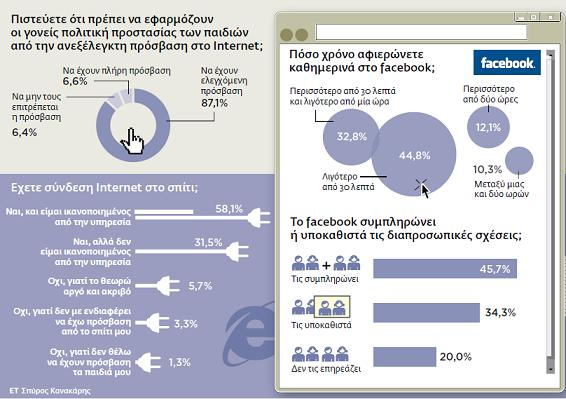 Πιστεύετε ότι πρέπει να εφαρμόζουν
οι γονείς πολιτική προστασίας των παιδιών
από την ανεξέλεγκτη πρόσβαση στο Internet;
Να έχουν πλήρη πρόσβαση
6,6%
Να μην τους
επιτρέπεται
η πρόσβαση
6,4%
Να έχουν
ελεγχόμενη
πρόσβαση
87,1%
Εχετε σύνδεση Internet στο σπίτι;
Ναι, και είμαι ικανοποιημένος
από την υπηρεσία
58,1%
Ναι, αλλά δεν
είμαι ικανοποιημένος
από την υπηρεσία
31,5%
Οχι, γιατί το θεωρώ
αργό και ακριβό
5,7%
Οχι, γιατί δεν με ενδιαφέρει
να έχω πρόσβαση
από το σπίτι μου
3,3%
Οχι, γιατί δεν θέλω
να έχουν πρόσβαση
τα παιδιά μου
1,3%
ΕΤ Σπύρος Κανακάρης
Πόσο χρόνο αφιερώνετε
καθημερινά στο facebook;
facebook.
Περισσότερο από 30 λεπτά
και λιγότερο από μία ώρα
32,8%
44,8%
Λιγότερο
από 30 λεπτά
Περισσότερο
από δύο ώρες
12,1%
10,3%
Μεταξύ μιας
και δύο ωρών
Το facebook συμπληρώνει
ή υποκαθιστά τις διαπροσωπικές σχέσεις;
+
Τις συμπληρώνει
45,7%
Τις υποκαθιστά
34,3%
Δεν τις επηρεάζει
20,0%